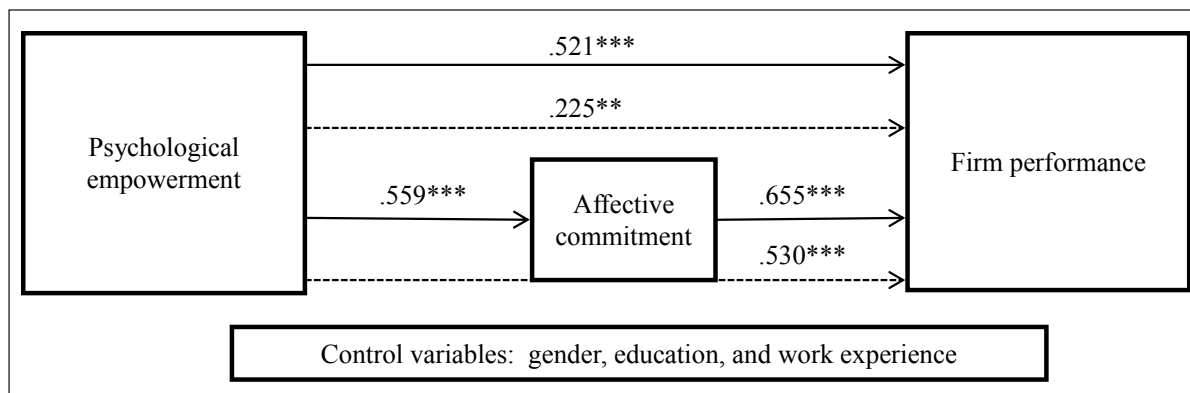 .521***
.225**
Psychological
empowerment
Firm performance
.559***
Affective
commitment
.655***
.530***
Control variables: gender, education, and work experience